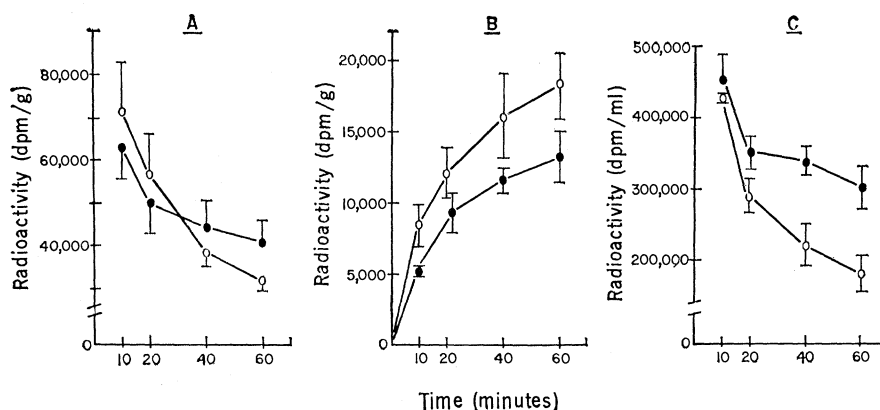 A
Radioactivity (dpm/g)
80,000
60,000
40,000
0
10 20 40 60
B
Radioactivity (dpm/g)
20,000
15,000
10,000
5,000
0
10 20 40 60
C
Radioactivity (dpm/ml)
500,000
400,000
300,000
200,000
0
10 20 40 60
Time (minutes)